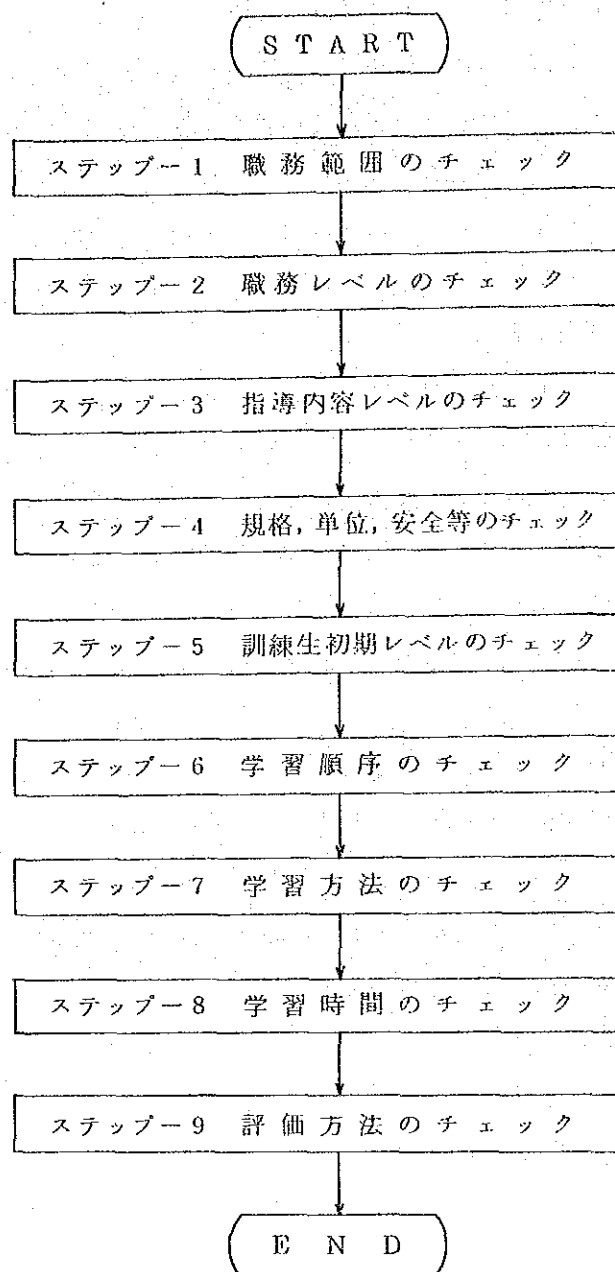 START
ステップ-1 職務範囲のチェック
ステップ-2 職務レベルのチェック
ステップ-3 指導内容レベルのチェック
ステップ-4 規格,単位,安全等のチェック
ステップ-5 訓練生初期レベルのチェック
ステップ-6 学習順序のチェック
ステップ-7 学習方法のチェック
ステップ-8 学習時間のチェック
ステップ-9 評価方法のチェック
END